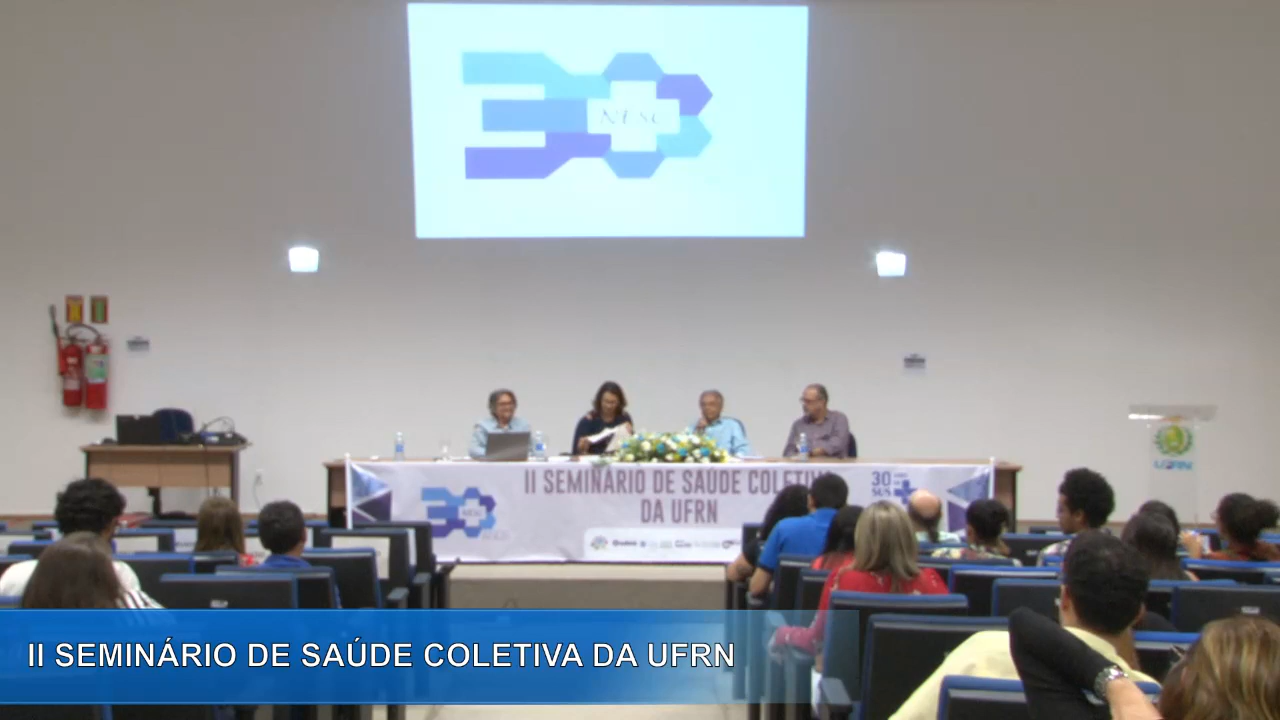 NESC
II SEMINÁRIO DE SAÚDE COLETIVA
DA UFRN
30
SUS
UFRN
II SEMINÁRIO DE SAÚDE COLETIVA DA UFRN